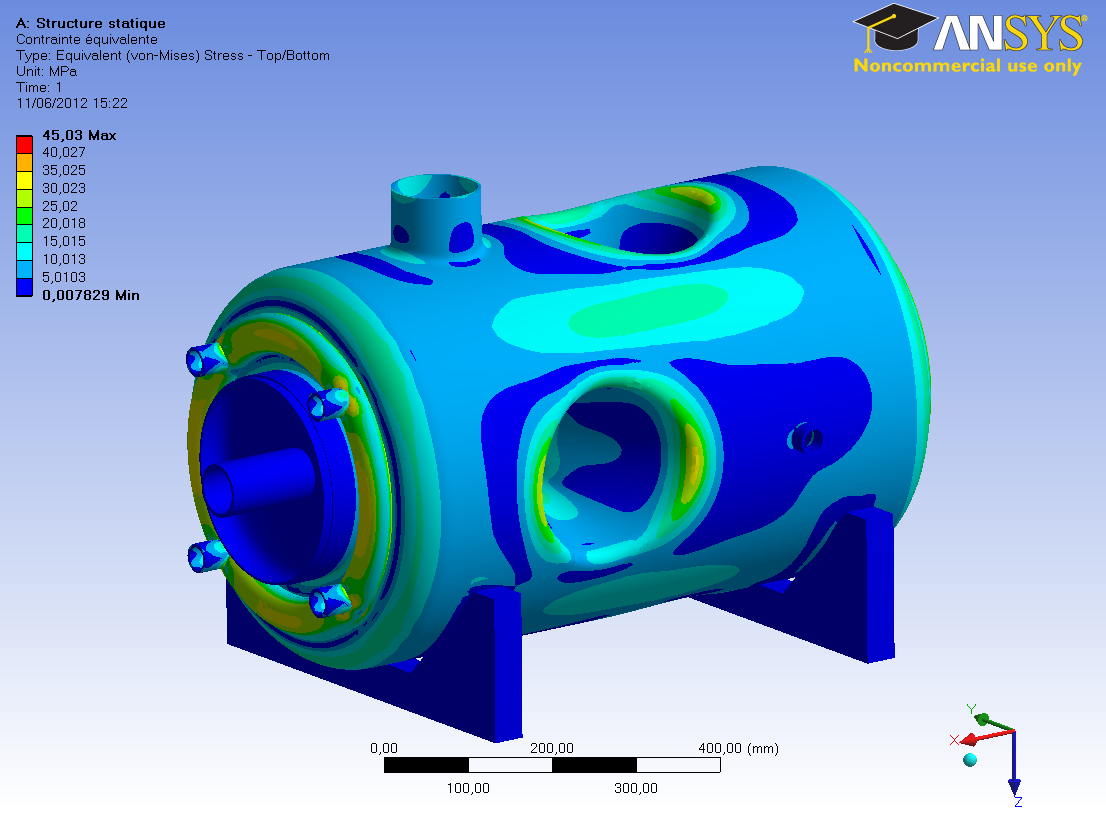 A: Structure statique
Contrainte équivalente
Type: Equivalent (von-Mises) Stress - Top/Bottom
Unit: MPa
Time: 1
11/06/2012 15:22
ANSYS®
Noncommercial use only
45,03 Max
40,027
35,025
30,023
25,02
20,018
15,015
10,013
5,0103
0,007829 Min
0,00
200,00
400,00 (mm)
100,00
300,00
Y
X
Z